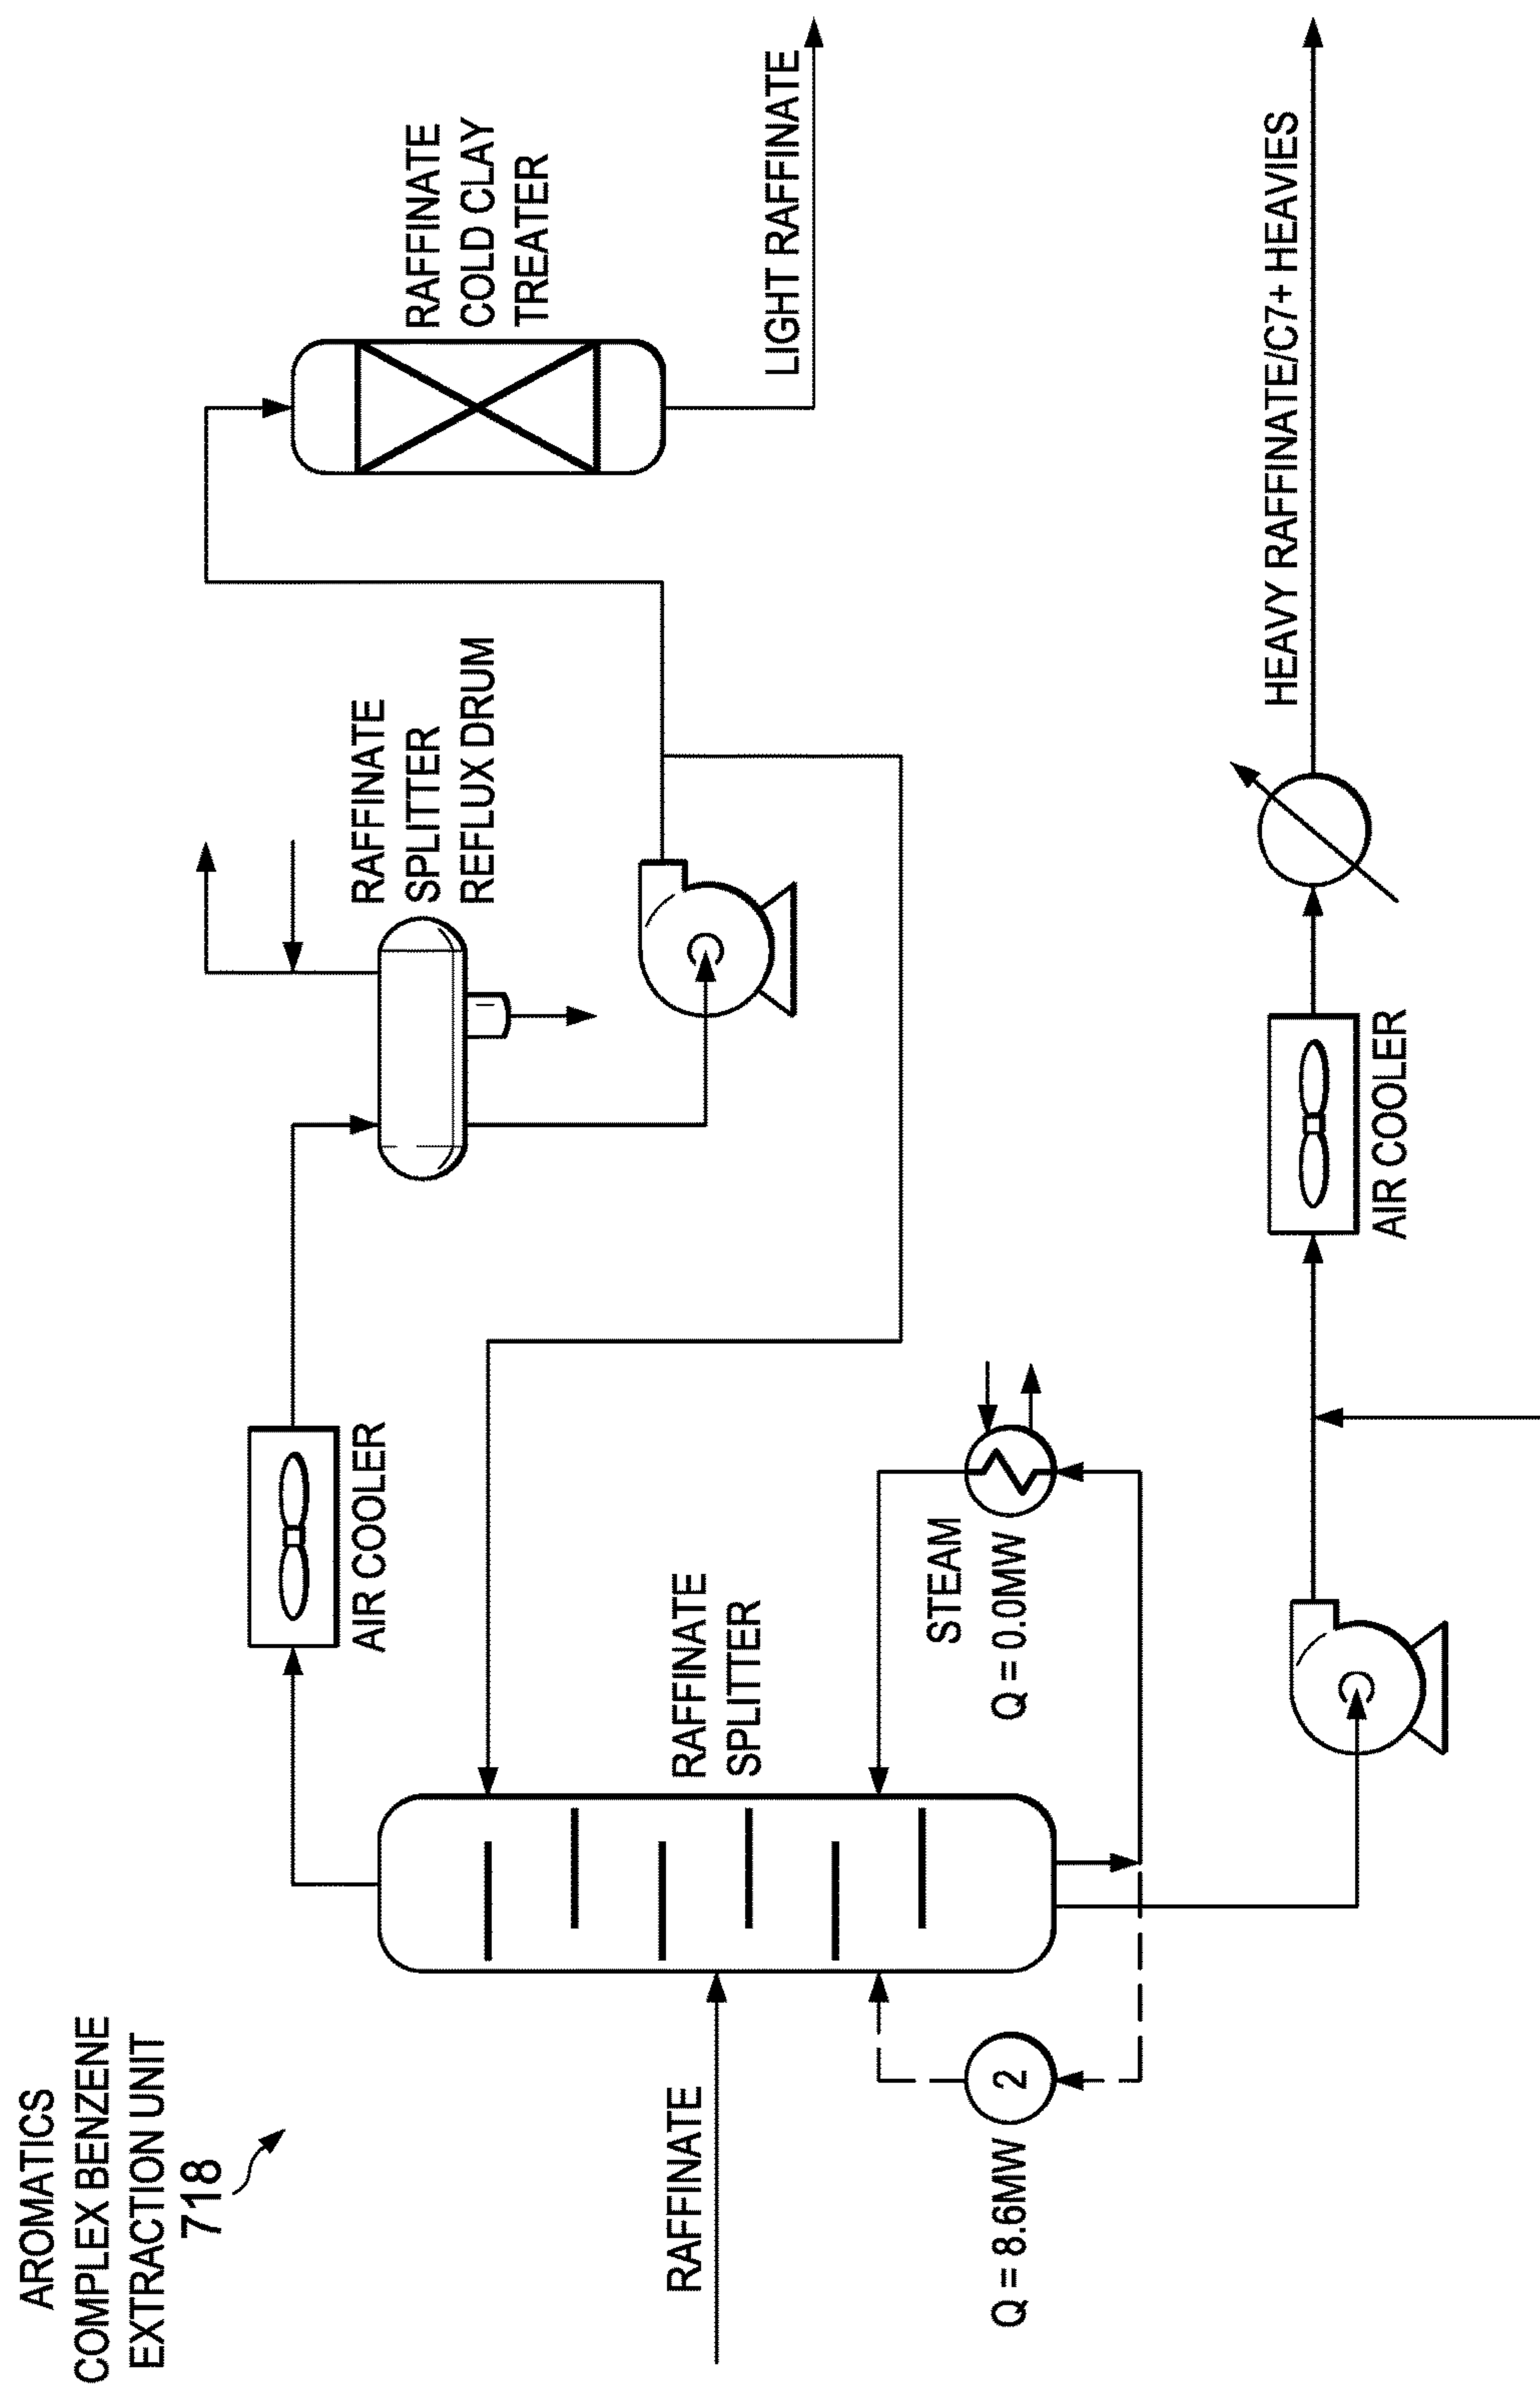 AROMATICS
COMPLEX BENZENE
EXTRACTION UNIT
718
AIR COOLER
RAFFINATE
SPLITTER
REFLUX DRUM
RAFFINATE
COLD CLAY
TREATER
RAFFINATE
RAFFINATE
SPLITTER
LIGHT RAFFINATE
STEAM
Q = 0.0MW
2
Q = 8.6MW
AIR COOLER
HEAVY RAFFINATE/C7+ HEAVIES